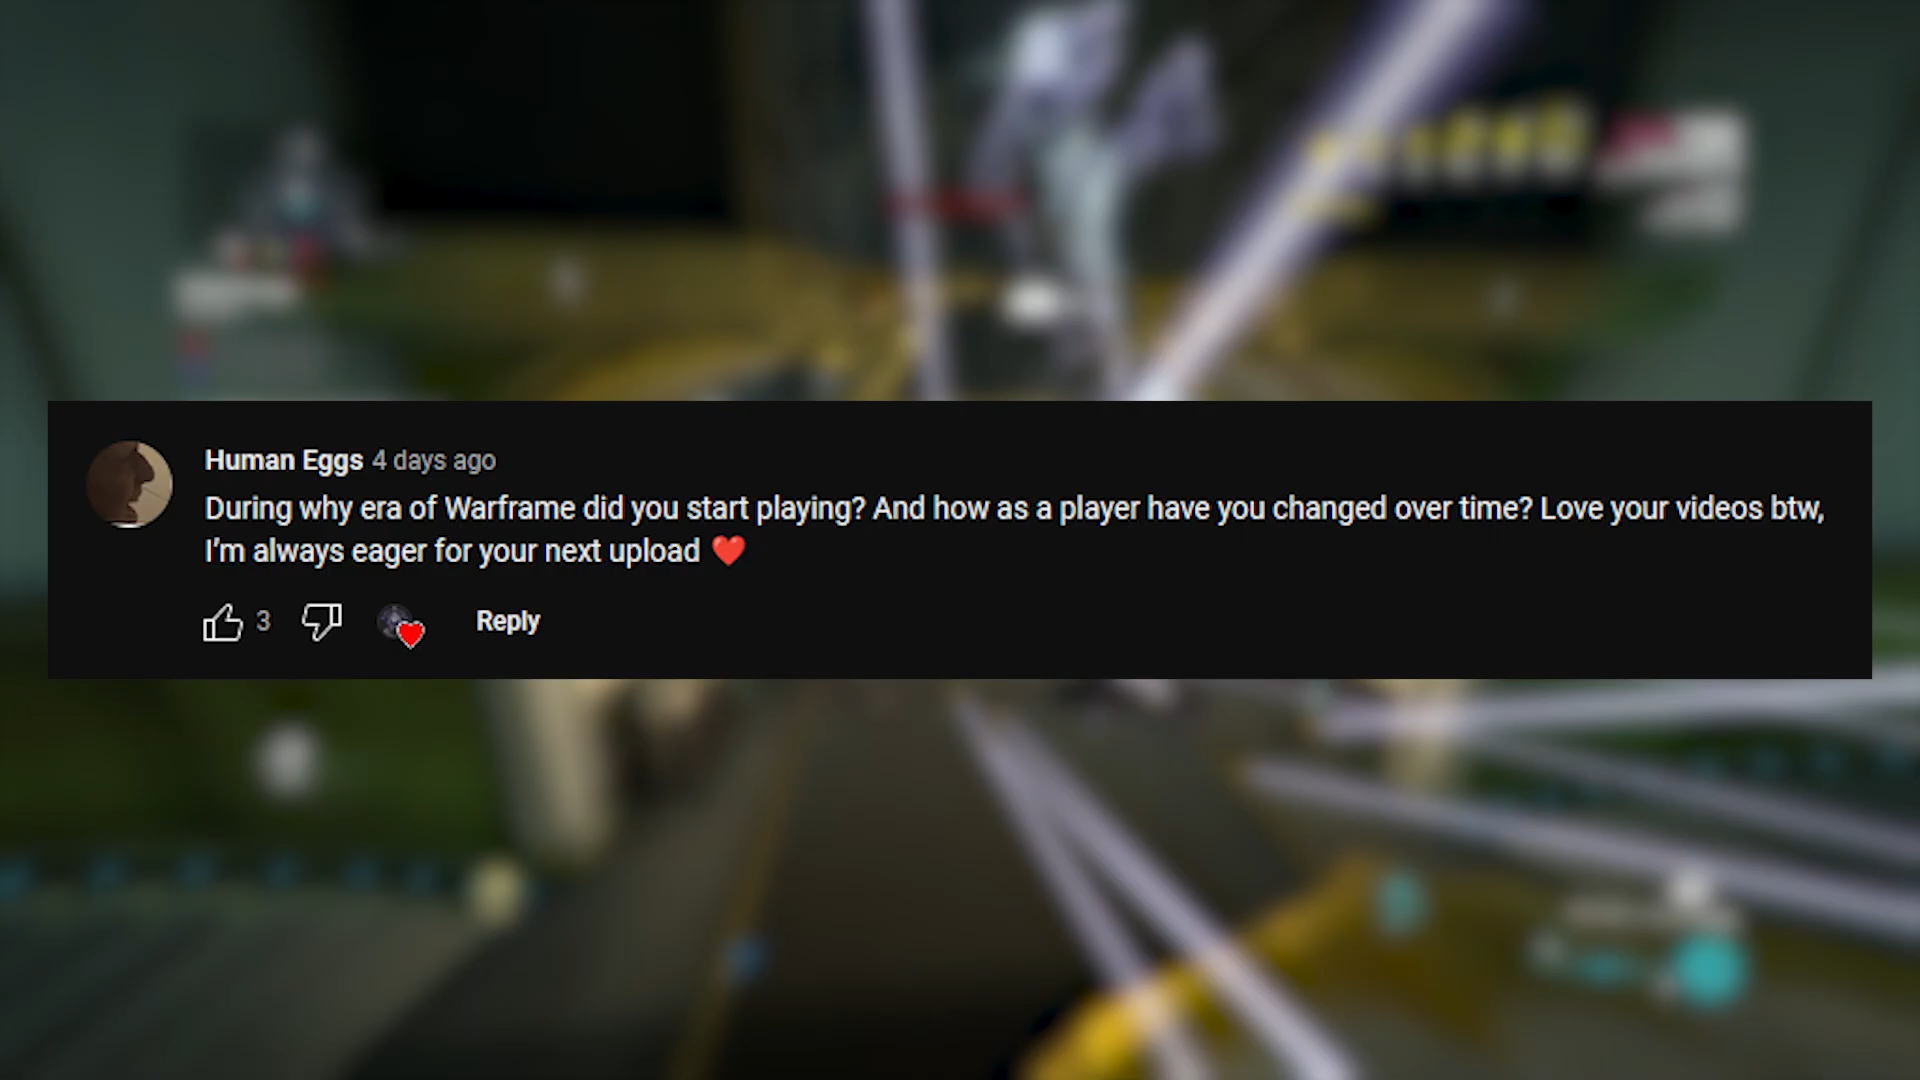 Human Eggs 4 days ago
During why era of Warframe did you start playing? And how as a player have you changed over time? Love your videos btw,
I'm always eager for your next upload ❤️
3 Reply